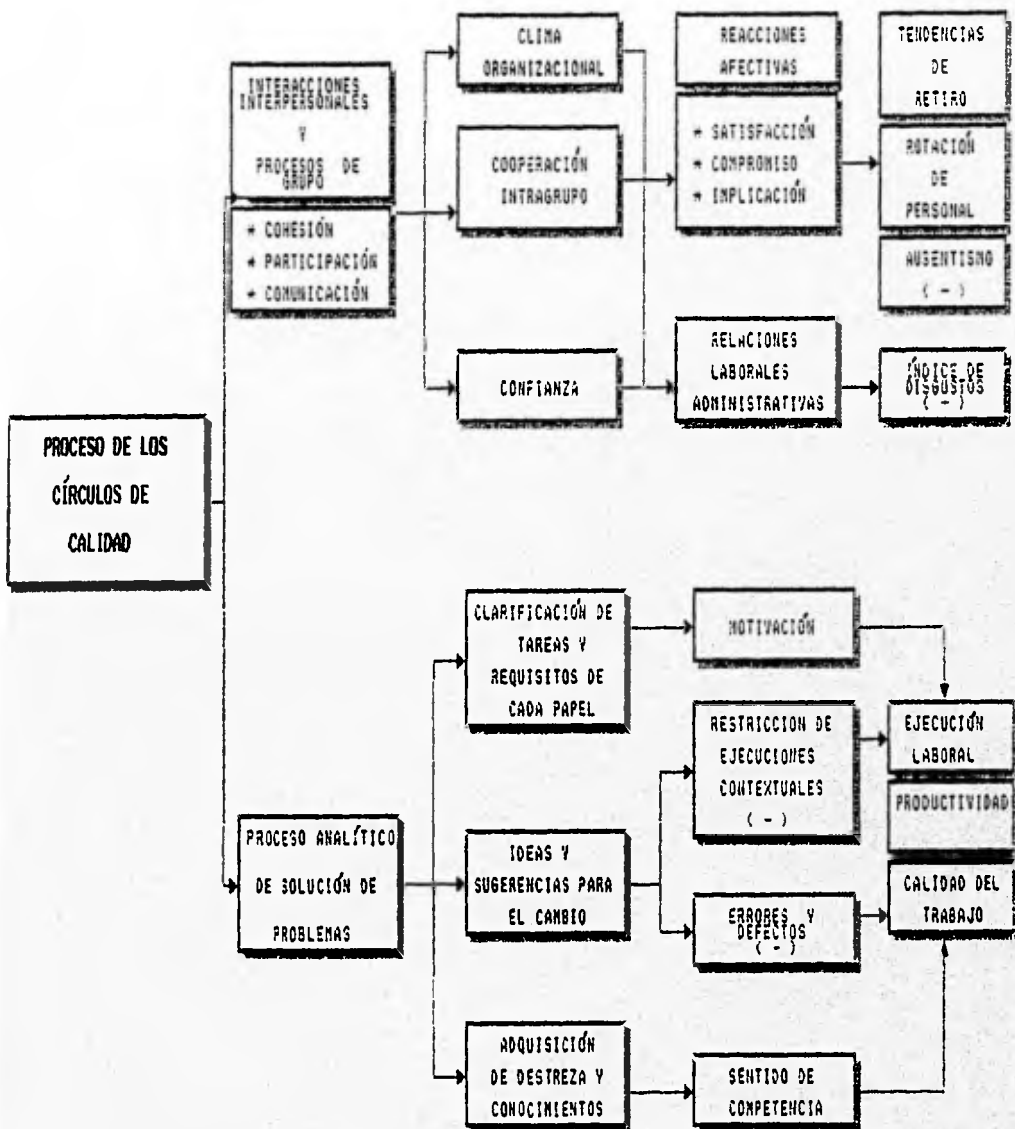 CLIMA
ORGANIZACIONAL
REACCIONES
AFECTIVAS
TENDENCIAS
DE
RETIRO
INTERACCIONES
INTERPERSONALES
Y
PROCESOS DE
GRUPO
* COHESIÓN
* PARTICIPACIÓN
* COMUNICACIÓN
COOPERACIÓN
INTRAGRUPO
* SATISFACCIÓN
* COMPROMISO
* IMPLICACIÓN
ROTACIÓN
DE
PERSONAL
AUSENTISMO
( - )
CONFIANZA
RELACIONES
LABORALES
ADMINISTRATIVAS
ÍNDICE DE
DISGUSTOS
( - )
PROCESO DE LOS
CÍRCULOS DE
CALIDAD
CLARIFICACIÓN DE
TAREAS Y
REQUISITOS DE
CADA PAPEL
MOTIVACIÓN
RESTRICCION DE
EJECUCIONES
CONTEXTUALES
( - )
EJECUCIÓN
LABORAL
PRODUCTIVIDAD
PROCESO ANALÍTICO
DE SOLUCIÓN DE
PROBLEMAS
IDEAS Y
SUGERENCIAS PARA
EL CAMBIO
ERRORES Y
DEFECTOS
( - )
CALIDAD DEL
TRABAJO
ADQUISICIÓN
DE DESTREZA Y
CONOCIMIENTOS
SENTIDO DE
COMPETENCIA